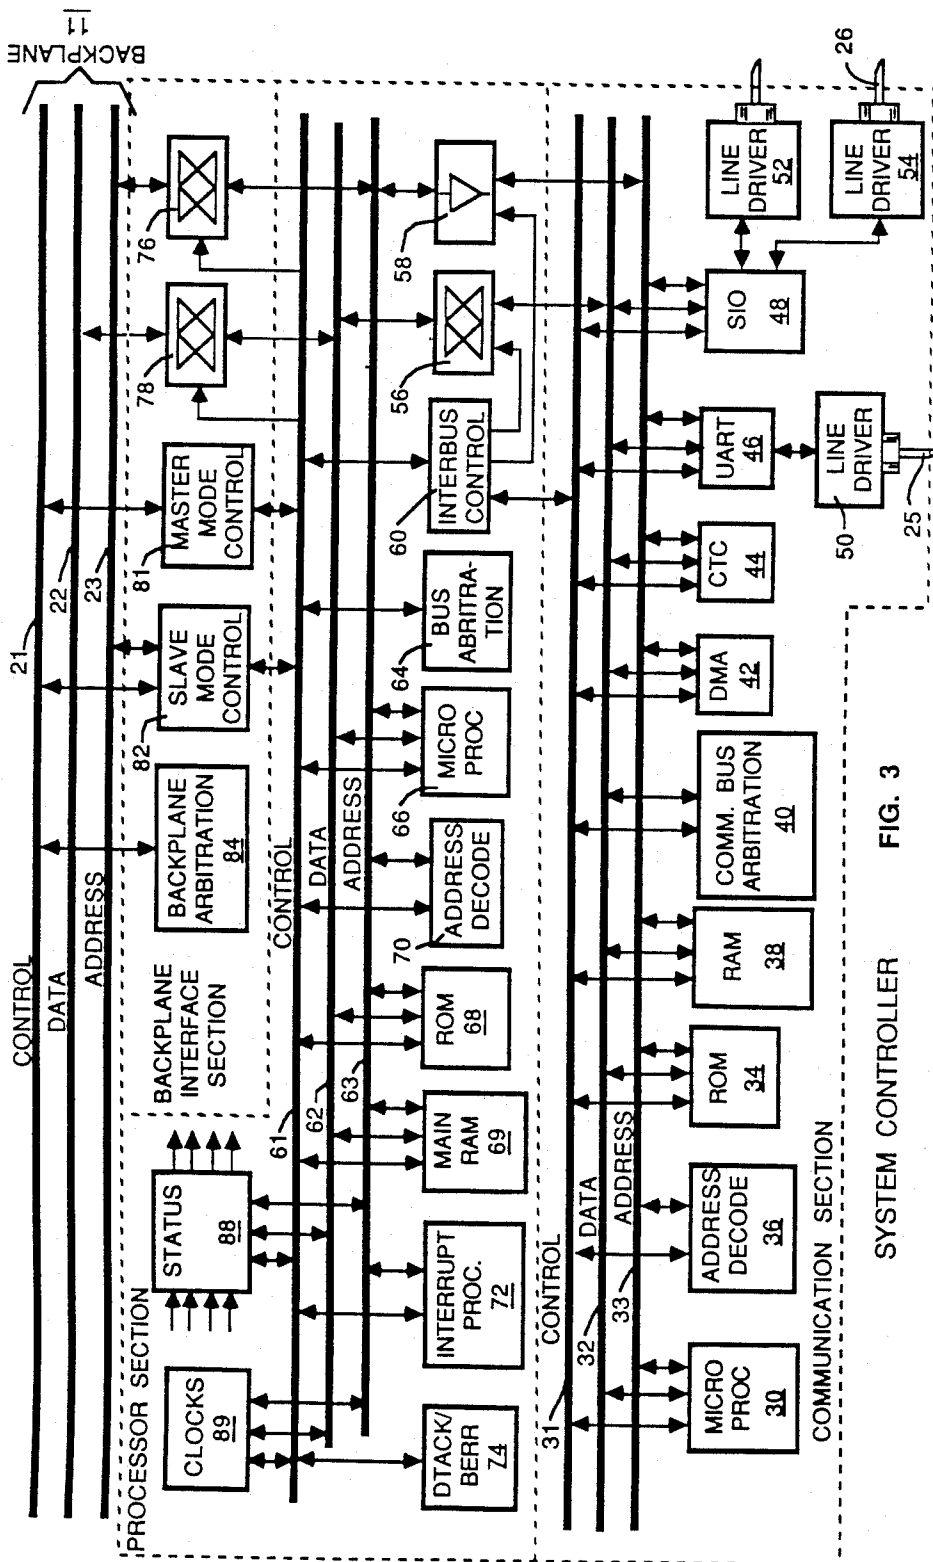 BACKPLANE
11
CONTROL
21
DATA
22
ADDRESS
23
PROCESSOR SECTION
CLOCKS
89
STATUS
88
BACKPLANE
INTERFACE
SECTION
BACKPLANE
ARBITRATION
84
82
SLAVE
MODE
CONTROL
81
MASTER
MODE
CONTROL
78
76
61
CONTROL
62
DATA
63
ADDRESS
DTACK/
BERR
74
INTERRUPT
PROC.
72
MAIN
RAM
69
ROM
68
70
ADDRESS
DECODE
66
MICRO
PROC
64
BUS
ABRITRA-
TION
60
INTERBUS
CONTROL
56
58
31
CONTROL
32
DATA
33
ADDRESS
MICRO
PROC
30
ADDRESS
DECODE
36
ROM
34
RAM
38
COMM. BUS
ARBITRATION
40
DMA
42
CTC
44
UART
46
SIO
48
LINE
DRIVER
52
LINE
DRIVER
54
26
50
LINE
DRIVER
25
COMMUNICATION SECTION
SYSTEM CONTROLLER
FIG. 3